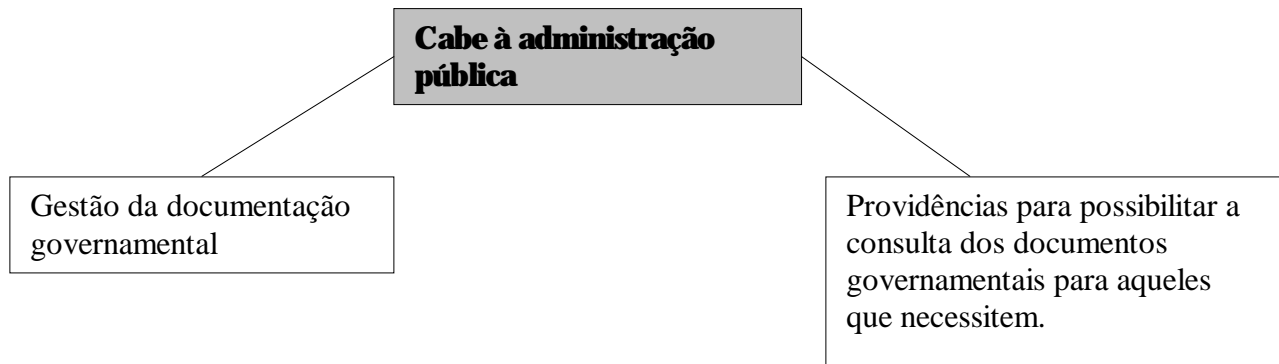 Cabe à administração
pública
Gestão da documentação
governamental
Providências para possibilitar a
consulta dos documentos
governamentais para aqueles
que necessitem.